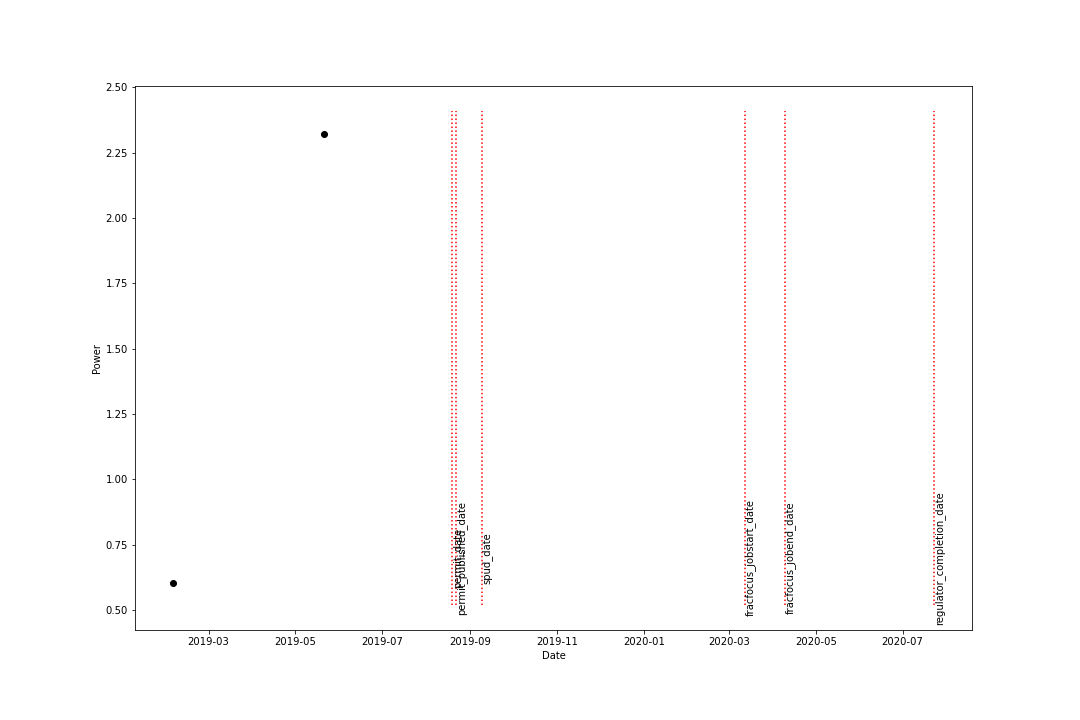 2.50
2.25
2.00
1.75
1.50
1.25
1.00
0.75
0.50
Power
permit_date
permit_published_date
spud_date
fracfocus_jobstart_date
fracfocus_jobend_date
regulator_completion_date
2019-03
2019-05
2019-07
2019-09
2019-11
2020-01
2020-03
2020-05
2020-07
Date